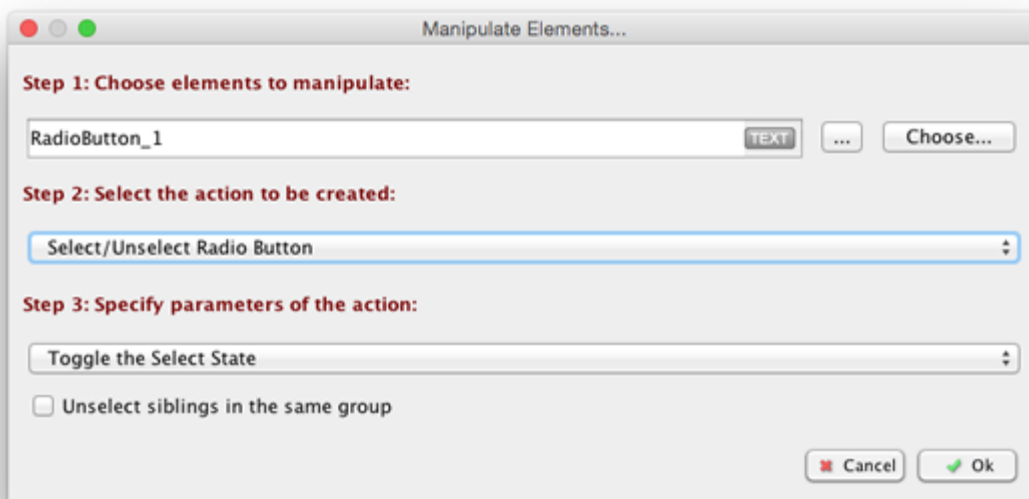 Manipulate Elements...
Step 1: Choose elements to manipulate:
RadioButton_1 TEXT ... Choose...
Step 2: Select the action to be created:
Select/Unselect Radio Button
Step 3: Specify parameters of the action:
Toggle the Select State
Unselect siblings in the same group
Cancel Ok